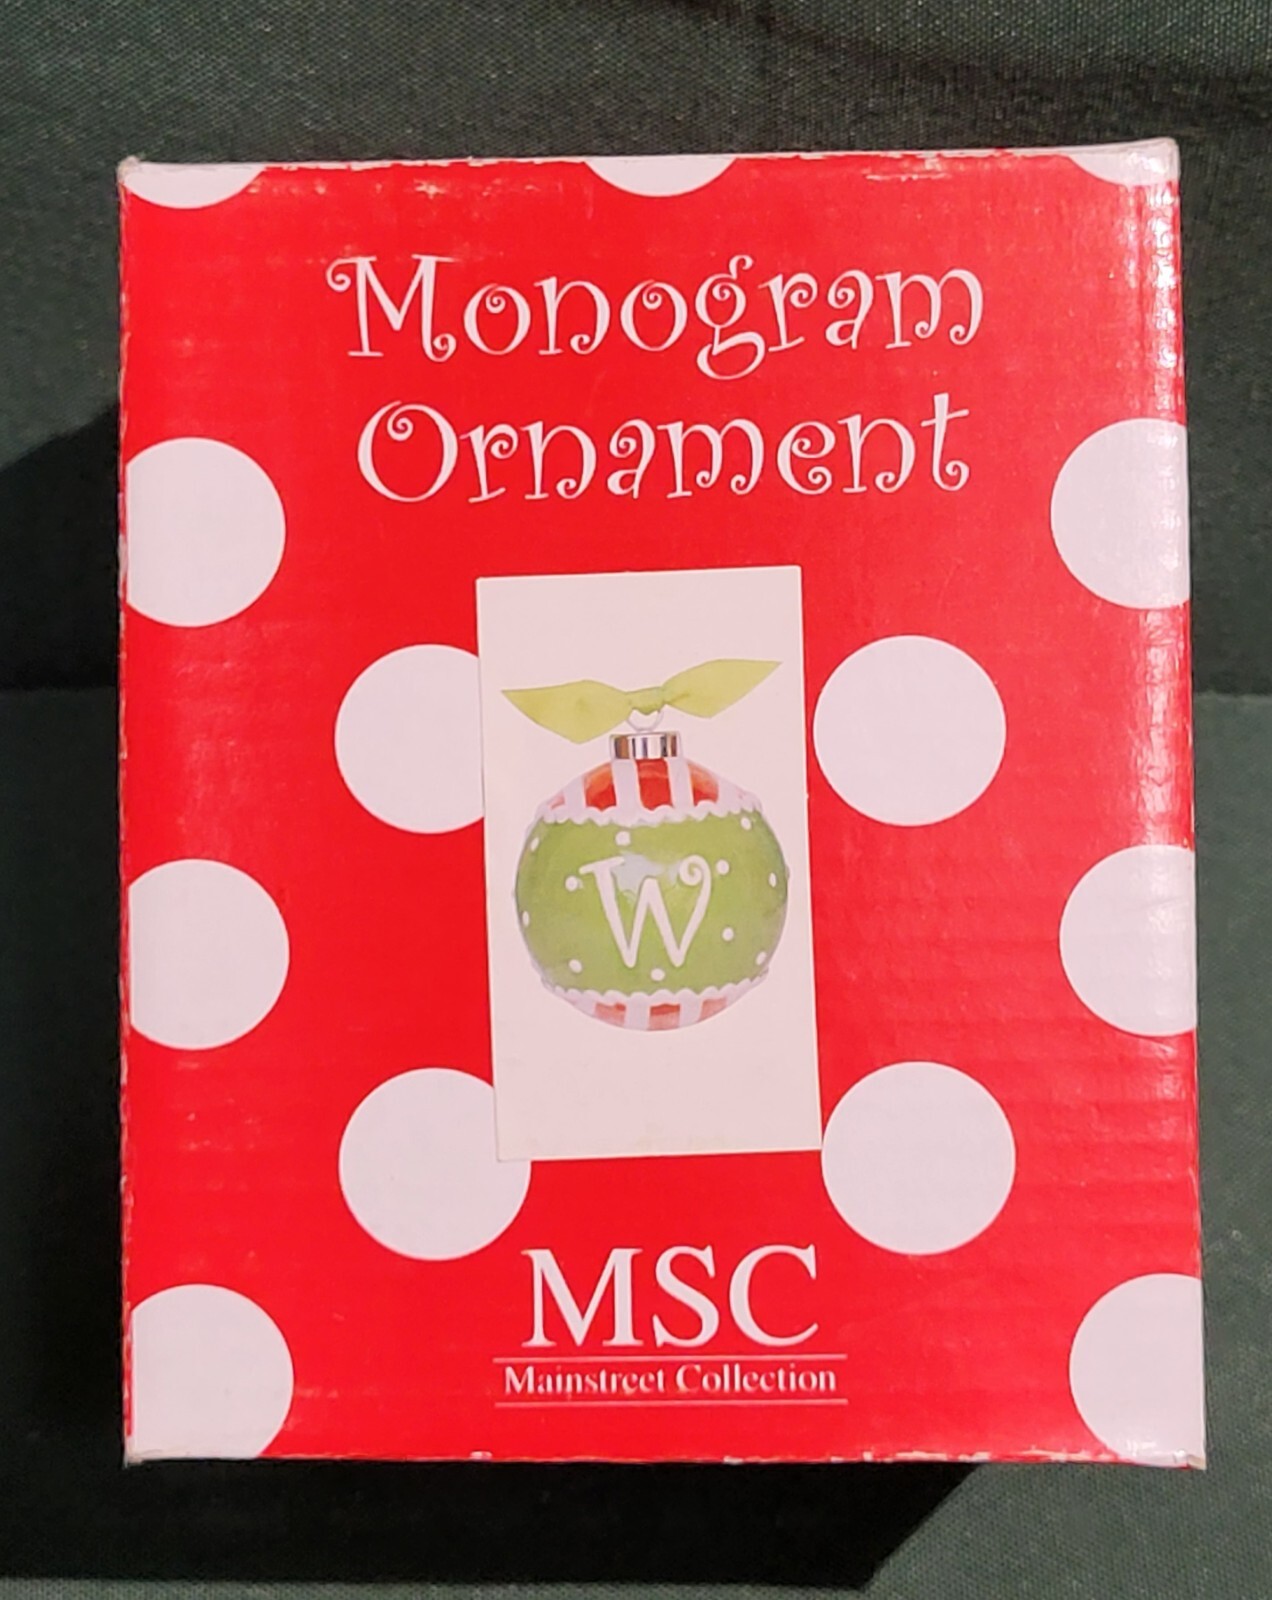 Monogram
Ornament
W
MSC
Mainstreet Collection